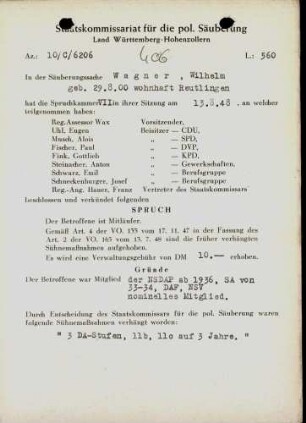 Staatskommissariat für die pol. Säuberung
Land Württemberg-Hohenzollern
Az.: 10/C/6206 406 L: 560
In der Säuberungssache Wagner, Wilhelm
geb. 29.8.00 wohnhaft Reutlingen
hat die Spruchkammer VII in ihrer Sitzung am 13.8.48. an welcher
teilgenommen haben:
Reg.Assessor Wax Vorsitzender,
Uhl, Eugen Beisitzer — CDU,
Munch, Alois „ — SPD,
Fischer, Paul „ — DVP,
Fink, Gottlieb „ — KPD,
Steinacher, Anton „ — Gewerkschaften,
Schwarz, Emil „ — Berufsgruppe
Schneckenburger, Josef „ — Berufsgruppe
Reg.-Ang. Hauser, Franz Vertreter des Staatskommissars
beschlossen und verkündet folgenden
SPRUCH
Der Betroffene ist Mitläufer.
Gemäß Art. 4 der VO. 133 vom 17. 11. 47 in der Fassung des
Art. 2 der VO. 165 vom 13. 7. 48 sind die früher verhängten
Sühnemaßnahmen aufgehoben.
Es wird eine Verwaltungsgebühr von DM 10.-- erhoben.
Gründe
Der Betroffene war Mitglied der NSDAP ab 1936, SA von
33-34, DAF, NSV
nominelles Mitglied.
Durch Entscheidung des Staatskommissars für die pol. Säuberung waren
folgende Sühnemaßnahmen verhängt worden:
" 3 DA-Stufen, 11b, 11c auf 3 Jahre. "